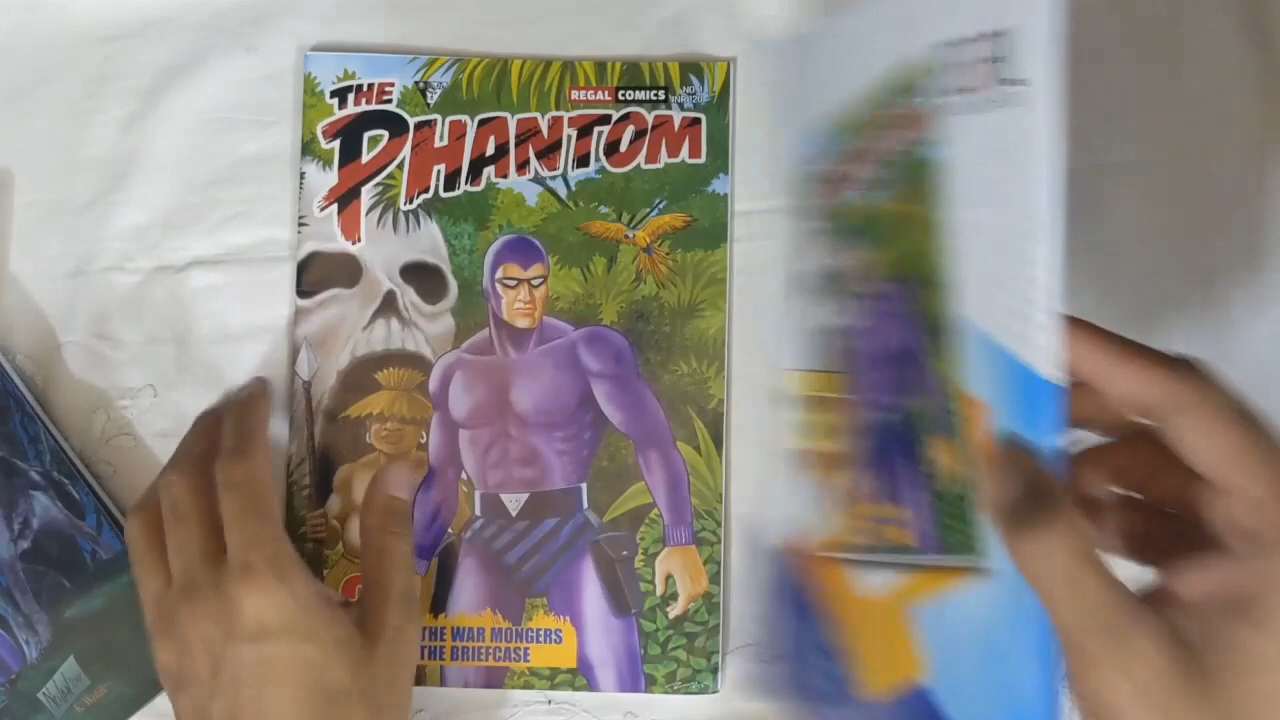 THE
PHANTOM
REGAL COMICS
NO 1
INR 120
THE WAR MONGERS
THE BRIEFCASE